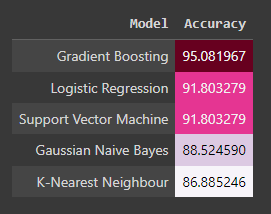 Model Accuracy
Gradient Boosting 95.081967
Logistic Regression 91.803279
Support Vector Machine 91.803279
Gaussian Naive Bayes 88.524590
K-Nearest Neighbour 86.885246